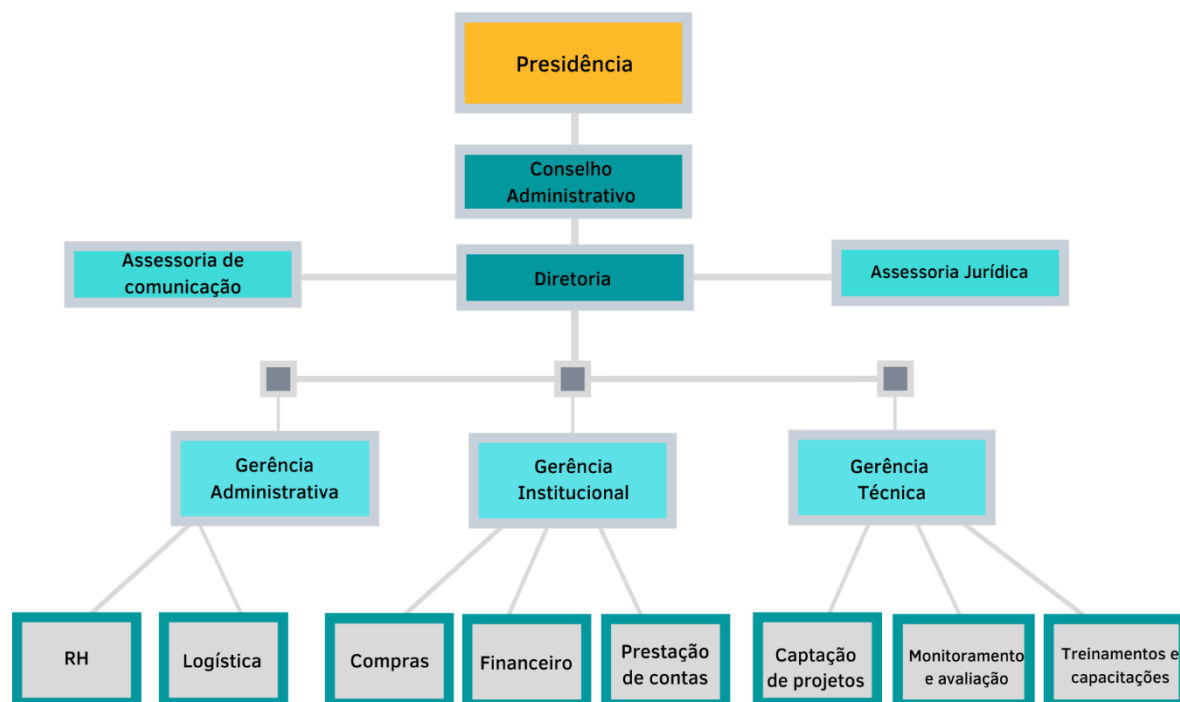 Presidência
Conselho
Administrativo
Assessoria de
comunicação
Diretoria
Assessoria Jurídica
Gerência
Administrativa
Gerência
Institucional
Gerência
Técnica
RH
Logística
Compras
Financeiro
Prestação
de contas
Captação
de projetos
Monitoramento
e avaliação
Treinamentos e
capacitações